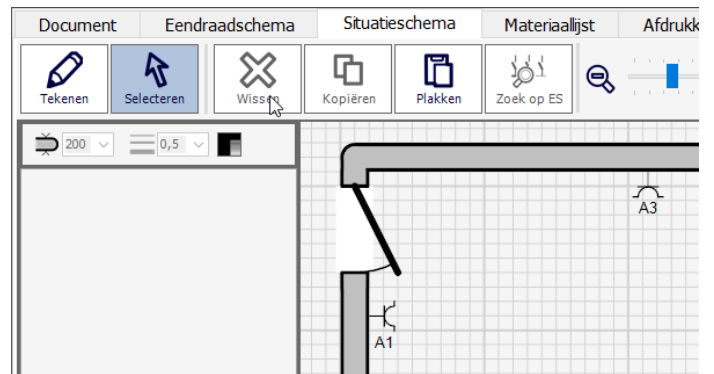 Document Eendraadschema Situatieschema Materiaallijst Afdrukk
Tekenen Selecteren Wissen Kopiëren Plakken Zoek op ES
200 0,5
A3
A1